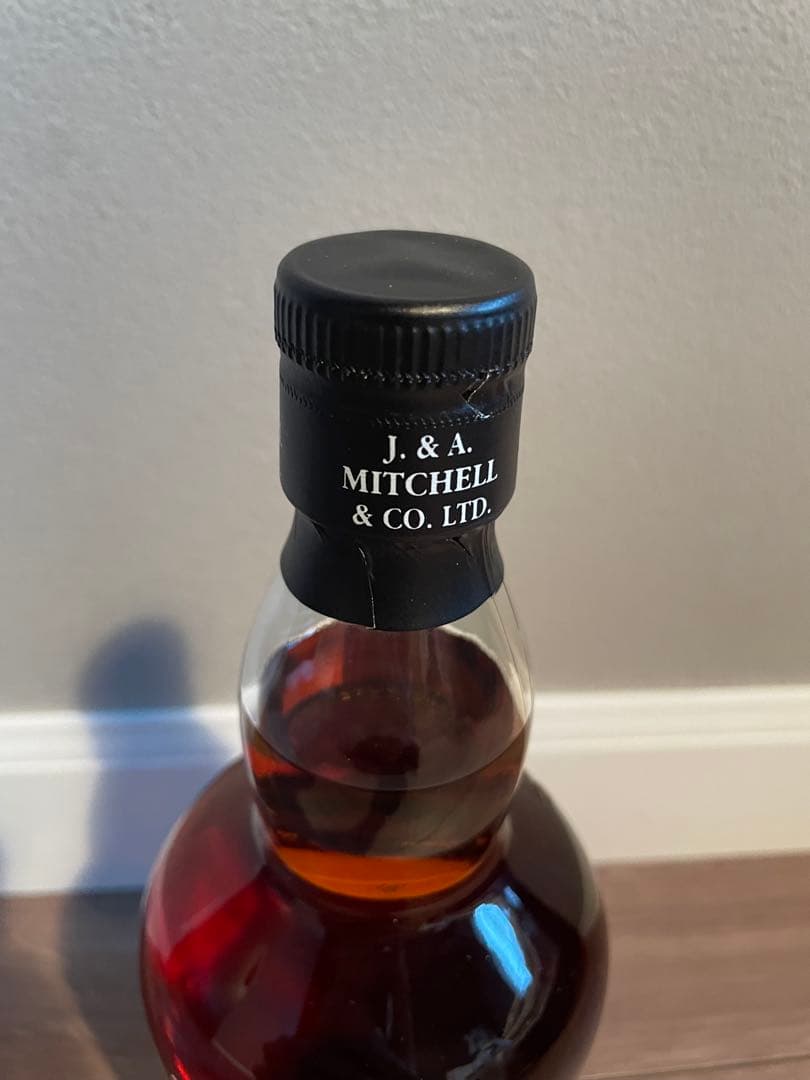 J. & A.
MITCHELL
& CO. LTD.